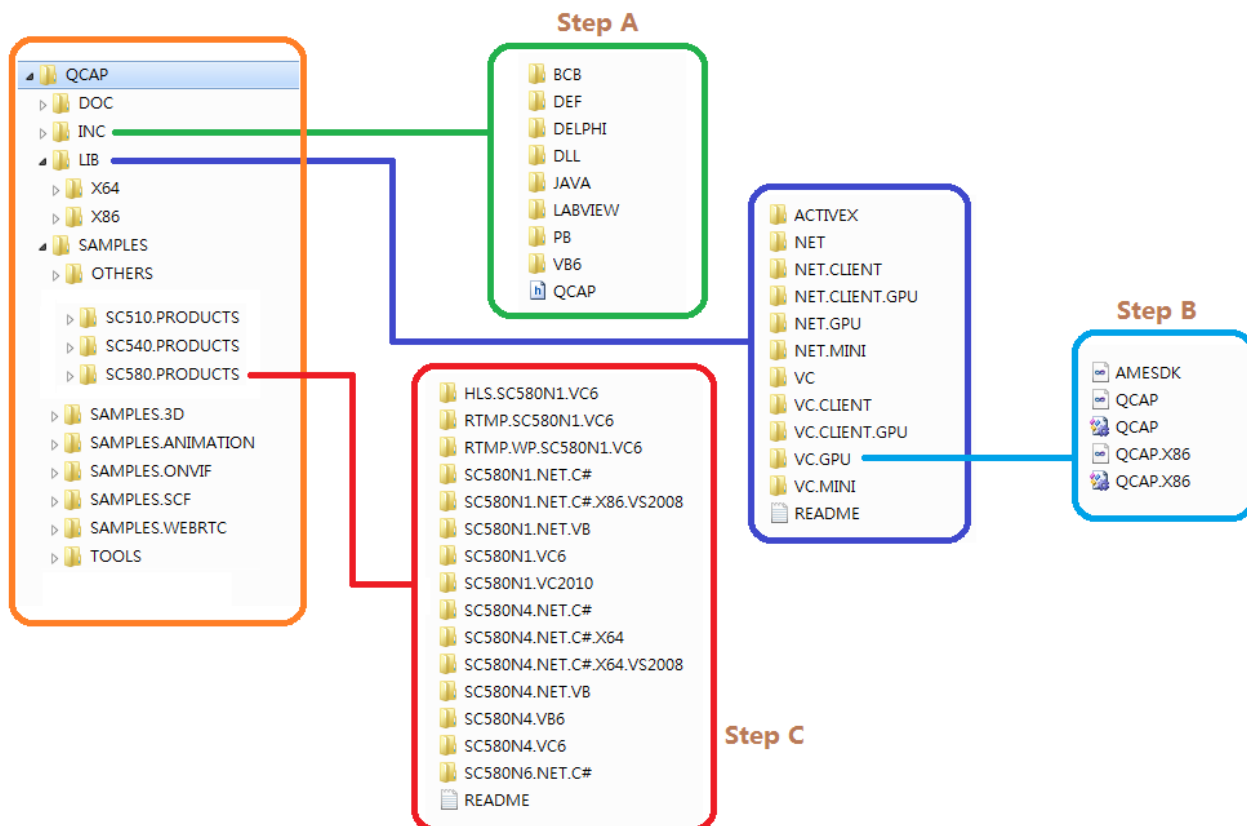 Step A
QCAP
DOC
INC
LIB
X64
X86
SAMPLES
OTHERS
SC510.PRODUCTS
SC540.PRODUCTS
SC580.PRODUCTS
SAMPLES.3D
SAMPLES.ANIMATION
SAMPLES.ONVIF
SAMPLES.SCF
SAMPLES.WEBRTC
TOOLS
BCB
DEF
DELPHI
DLL
JAVA
LABVIEW
PB
VB6
h QCAP
ACTIVEX
NET
NET.CLIENT
NET.CLIENT.GPU
NET.GPU
NET.MINI
VC
VC.CLIENT
VC.CLIENT.GPU
VC.GPU
VC.MINI
README
Step B
AMESDK
QCAP
QCAP
QCAP.X86
QCAP.X86
HLS.SC580N1.VC6
RTMP.SC580N1.VC6
RTMP.WP.SC580N1.VC6
SC580N1.NET.C#
SC580N1.NET.C#.X86.VS2008
SC580N1.NET.VB
SC580N1.VC6
SC580N1.VC2010
SC580N4.NET.C#
SC580N4.NET.C#.X64
SC580N4.NET.C#.X64.VS2008
SC580N4.NET.VB
SC580N4.VB6
SC580N4.VC6
SC580N6.NET.C#
README
Step C